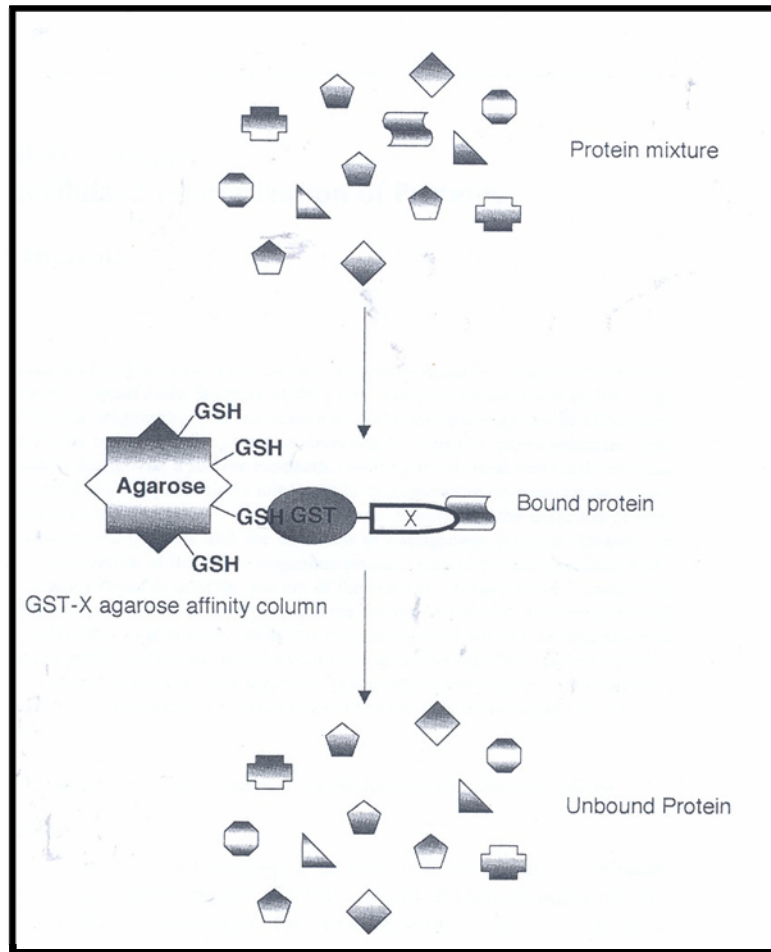 Protein mixture
GSH
GSH
Agarose
GSH
GST
X
Bound protein
GSH
GST-X agarose affinity column
Unbound Protein